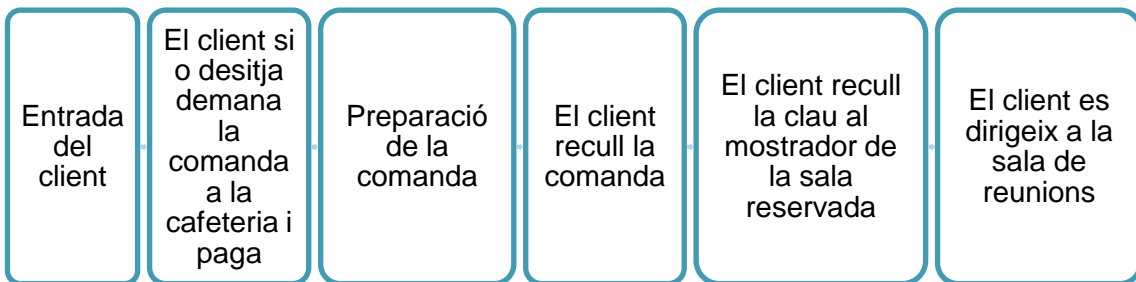 Entrada
del
client
El client si
o desitja
demana
la
comanda
a la
cafeteria i
paga
Preparació
de la
comanda
El client
recull la
comanda
El client recull
la clau al
mostrador de
la sala
reservada
El client es
dirigeix a la
sala de
reunions